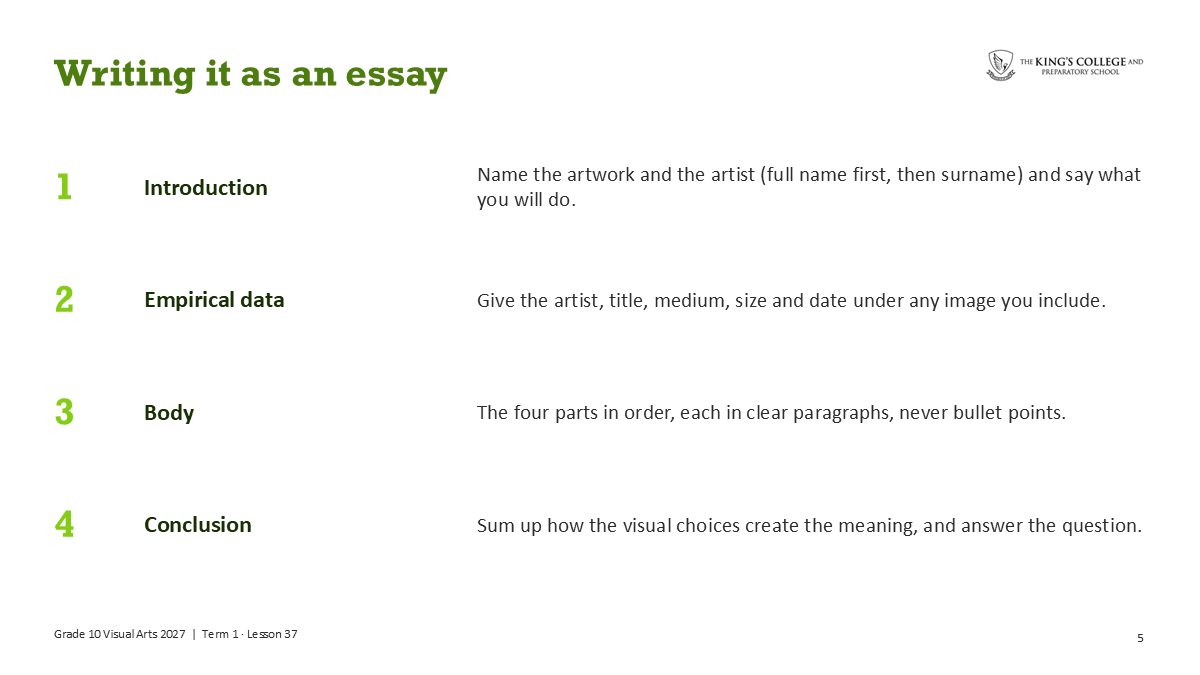 Writing it as an essay
THE KING'S COLLEGE AND
PREPARATORY SCHOOL
1
Introduction
Name the artwork and the artist (full name first, then surname) and say what
you will do.
2
Empirical data
Give the artist, title, medium, size and date under any image you include.
3
Body
The four parts in order, each in clear paragraphs, never bullet points.
4
Conclusion
Sum up how the visual choices create the meaning, and answer the question.
Grade 10 Visual Arts 2027 | Term 1 · Lesson 37
5